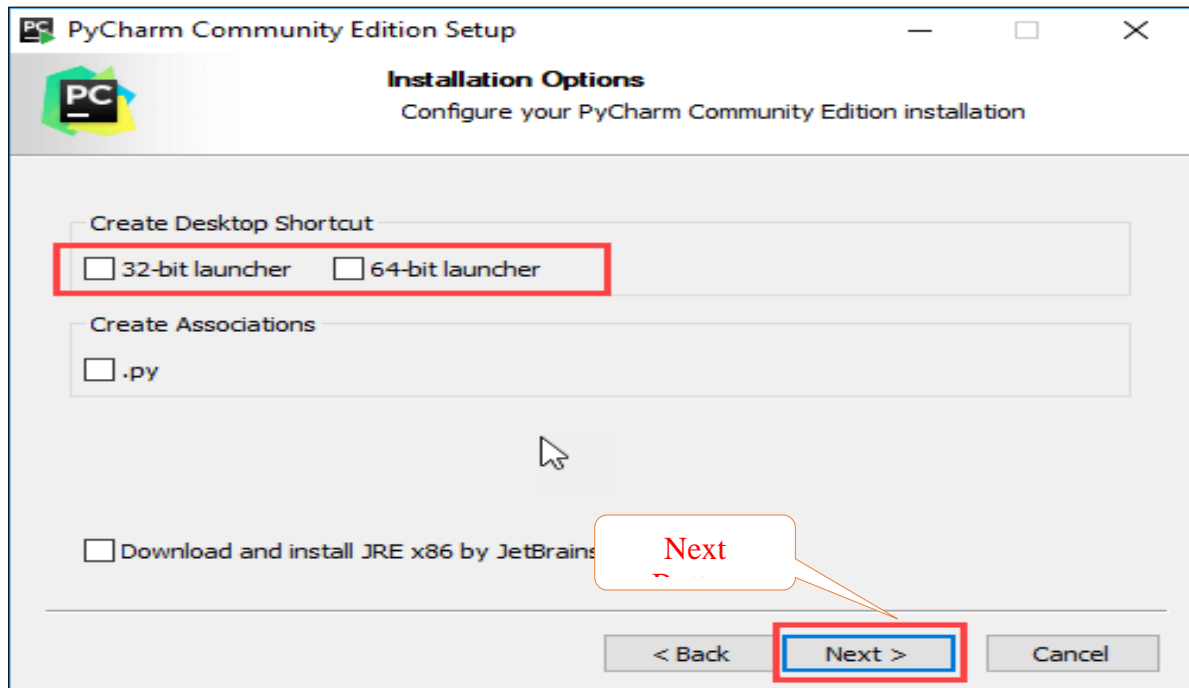 PC PyCharm Community Edition Setup
PC
Installation Options
Configure your PyCharm Community Edition installation
Create Desktop Shortcut
32-bit launcher 64-bit launcher
Create Associations
.py
Download and install JRE x86 by JetBrains
Next
< Back Next > Cancel